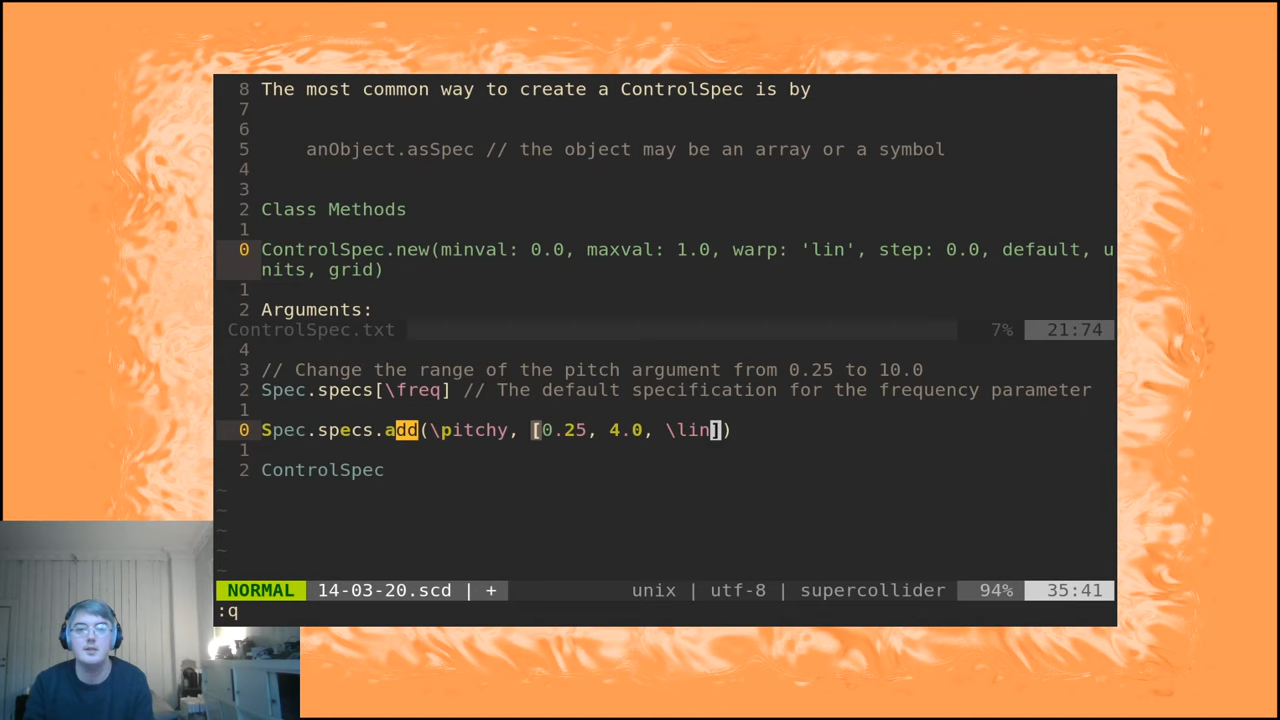 8 The most common way to create a ControlSpec is by
7
6
5 anObject.asSpec // the object may be an array or a symbol
4
3
2 Class Methods
1
0 ControlSpec.new(minval: 0.0, maxval: 1.0, warp: 'lin', step: 0.0, default, u
nits, grid)
1
2 Arguments:
ControlSpec.txt 7% 21:74
4
3 // Change the range of the pitch argument from 0.25 to 10.0
2 Spec.specs[\freq] // The default specification for the frequency parameter
1
0 Spec.specs.add(\pitchy, [0.25, 4.0, \lin])
1
2 ControlSpec
~
~
~
~
~
NORMAL 14-03-20.scd | + unix | utf-8 | supercollider 94% 35:41
:q